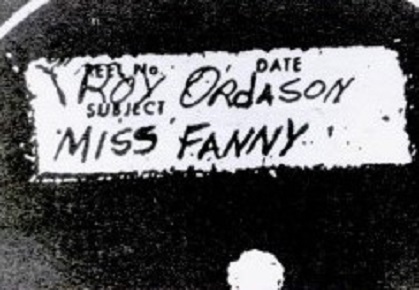 REEL No. DATE
ROY ORDASON
SUBJECT
MISS FANNY